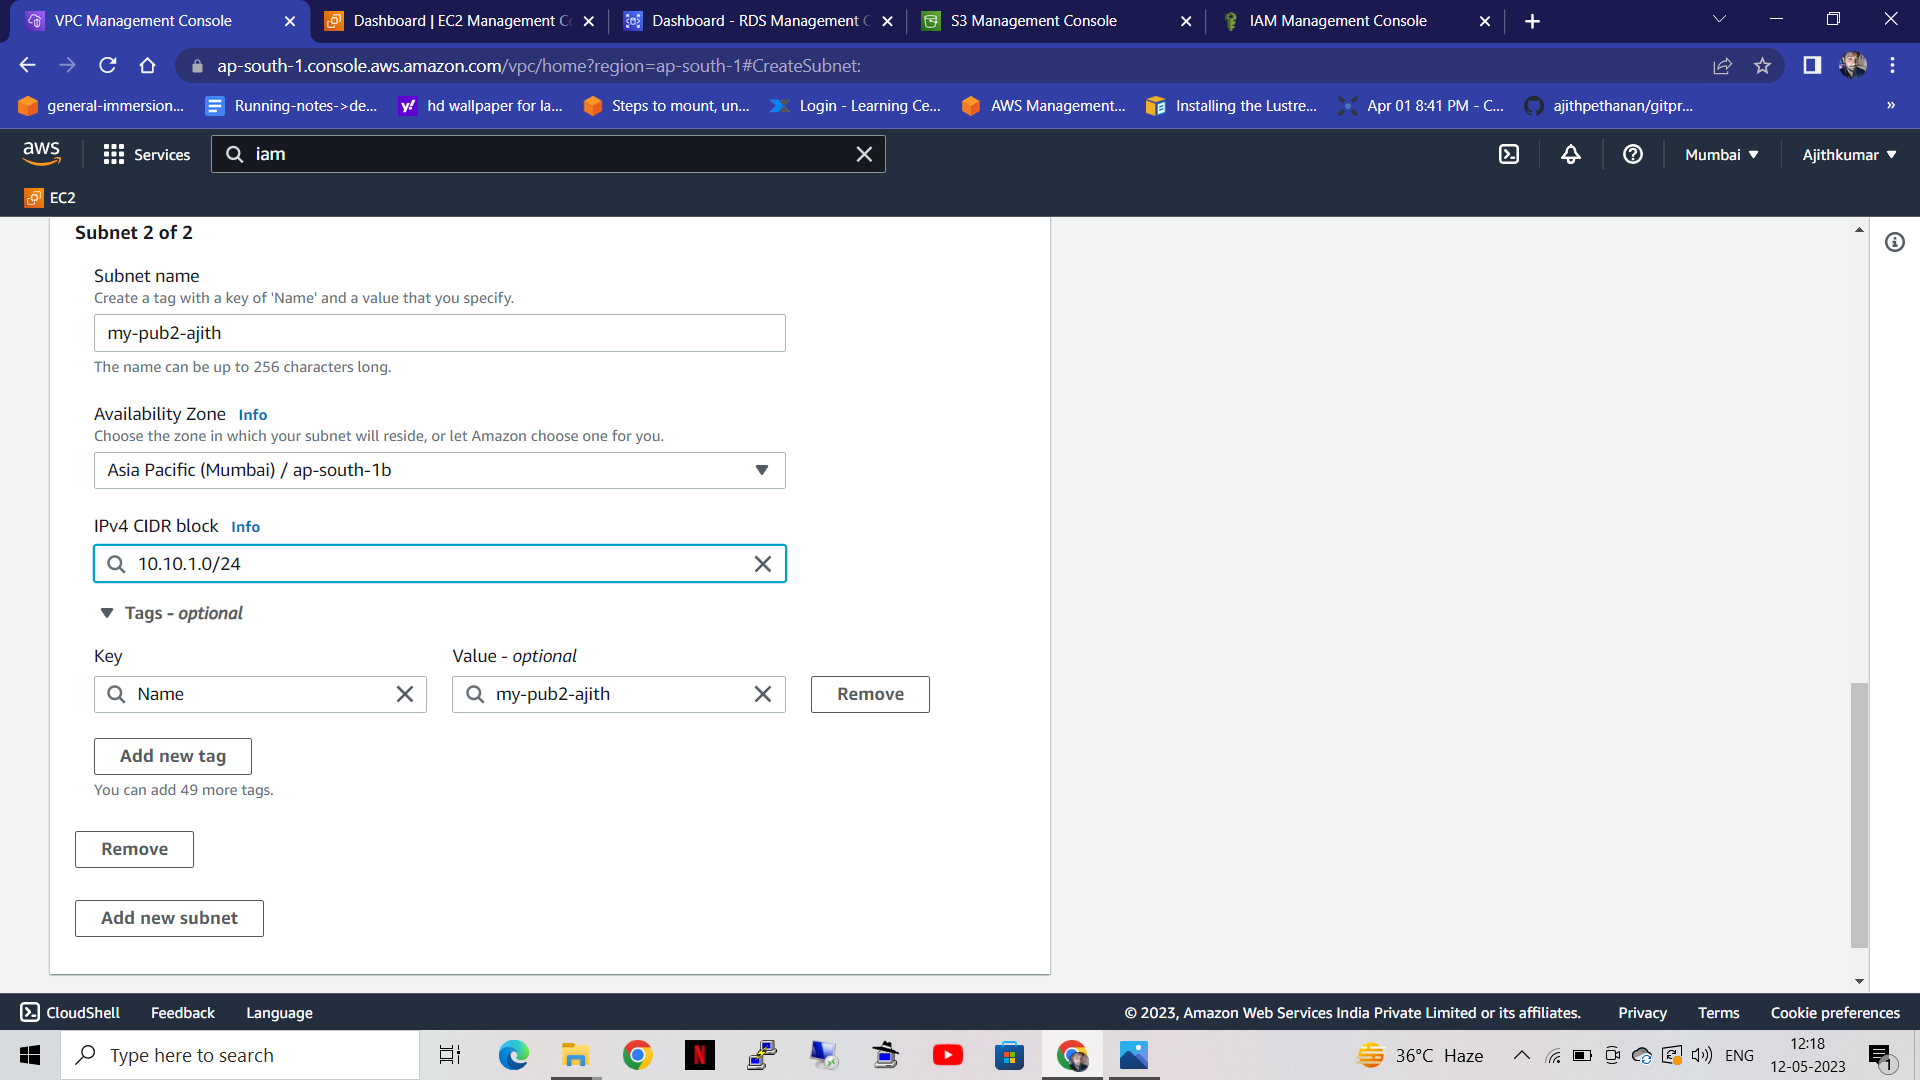 VPC Management Console
Dashboard | EC2 Management C
Dashboard - RDS Management C
S3 Management Console
IAM Management Console
ap-south-1.console.aws.amazon.com/vpc/home?region=ap-south-1#CreateSubnet:
general-immersion...
Running-notes->de...
hd wallpaper for la...
Steps to mount, un...
Login - Learning Ce...
AWS Management...
Installing the Lustre...
Apr 01 8:41 PM - C...
ajithpethanan/gitpr...
»
aws
Services
iam
Mumbai
Ajithkumar
EC2
Subnet 2 of 2
Subnet name
Create a tag with a key of 'Name' and a value that you specify.
my-pub2-ajith
The name can be up to 256 characters long.
Availability Zone Info
Choose the zone in which your subnet will reside, or let Amazon choose one for you.
Asia Pacific (Mumbai) / ap-south-1b
IPv4 CIDR block Info
10.10.1.0/24
Tags - optional
Key
Value - optional
Name
my-pub2-ajith
Remove
Add new tag
You can add 49 more tags.
Remove
Add new subnet
CloudShell
Feedback
Language
© 2023, Amazon Web Services India Private Limited or its affiliates.
Privacy
Terms
Cookie preferences
Type here to search
N
36°C Haze
ENG
12:18
12-05-2023
1